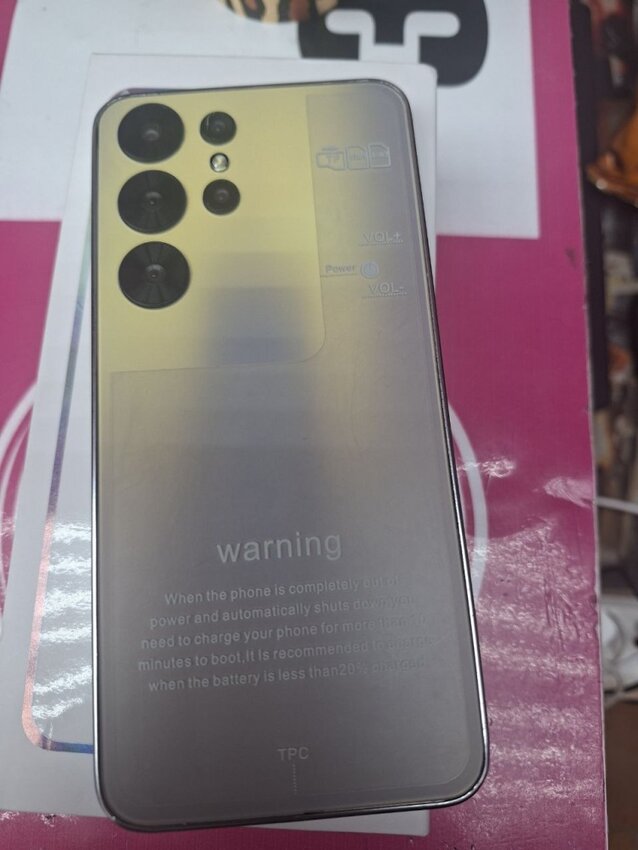 TF
VOL+
Power
VOL-
warning
When the phone is completely out of
power and automatically shuts down, you
need to charge your phone for more than
minutes to boot.It is recommended to charge
when the battery is less than20% charged
TPC